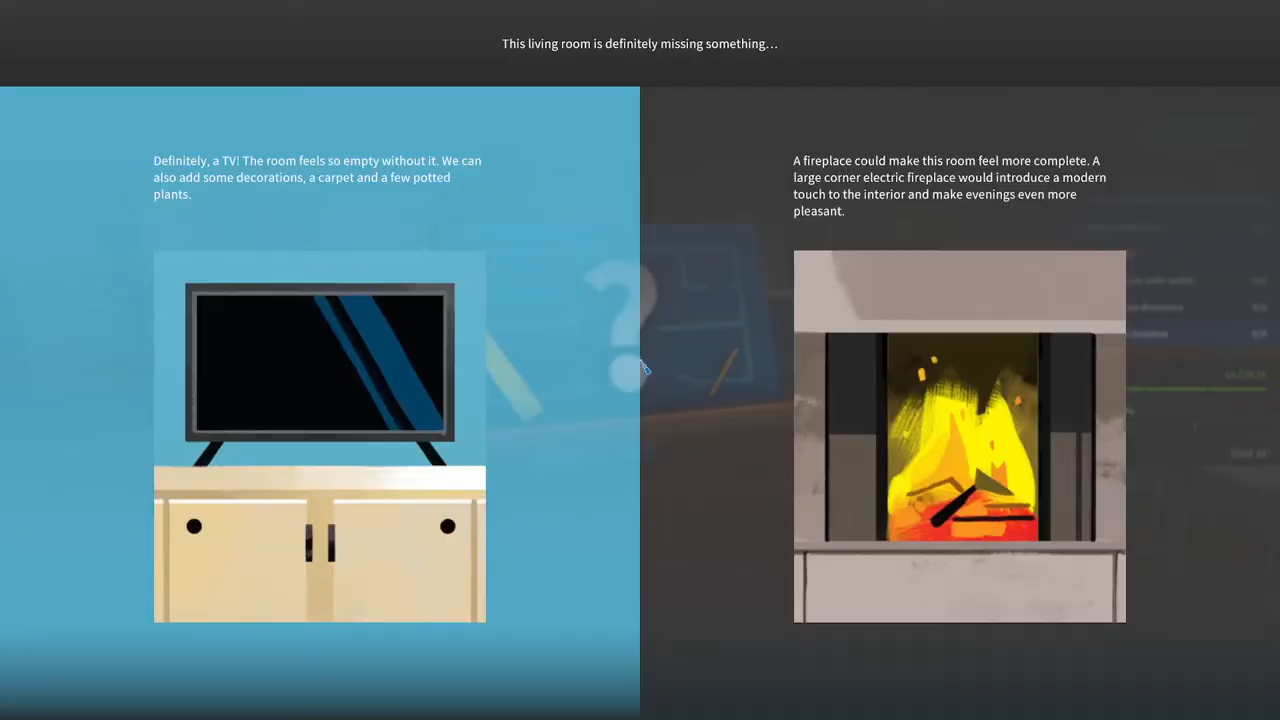 This living room is definitely missing something...
Definitely, a TV! The room feels so empty without it. We can
also add some decorations, a carpet and a few potted
plants.
A fireplace could make this room feel more complete. A
large corner electric fireplace would introduce a modern
touch to the interior and make evenings even more
pleasant.
?